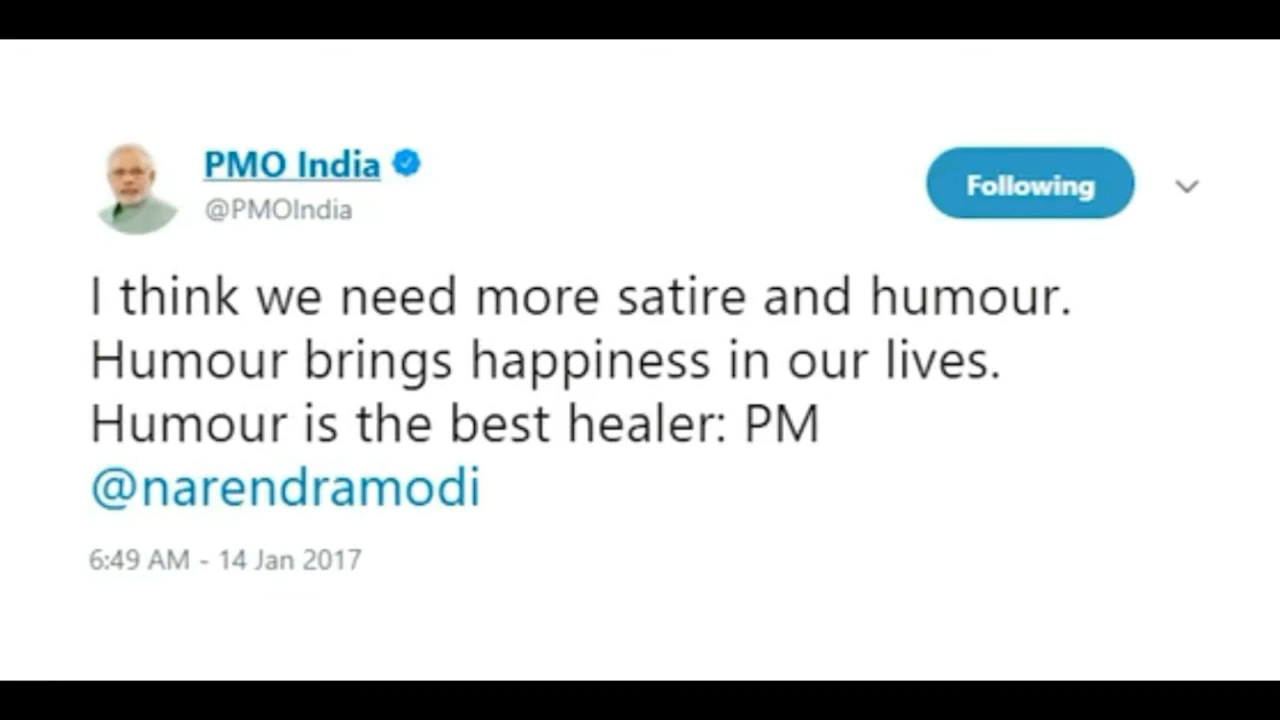 PMO India
@PMOIndia
Following
I think we need more satire and humour.
Humour brings happiness in our lives.
Humour is the best healer: PM
@narendramodi
6:49 AM - 14 Jan 2017